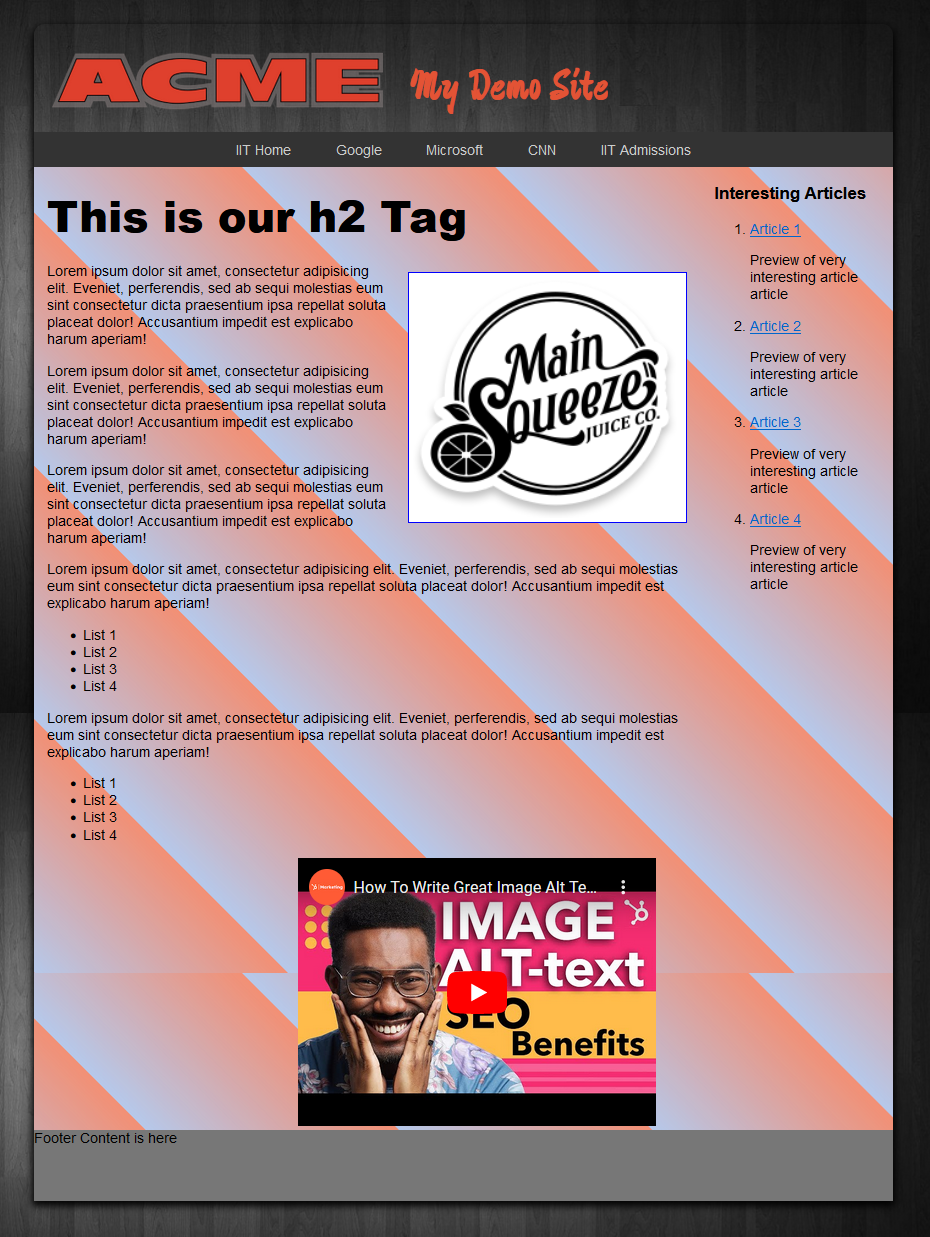 ACME My Demo Site
IIT Home Google Microsoft CNN IIT Admissions
This is our h2 Tag
Lorem ipsum dolor sit amet, consectetur adipisicing
elit. Eveniet, perferendis, sed ab sequi molestias eum
sint consectetur dicta praesentium ipsa repellat soluta
placeat dolor! Accusantium impedit est explicabo
harum aperiam!
Lorem ipsum dolor sit amet, consectetur adipisicing
elit. Eveniet, perferendis, sed ab sequi molestias eum
sint consectetur dicta praesentium ipsa repellat soluta
placeat dolor! Accusantium impedit est explicabo
harum aperiam!
Lorem ipsum dolor sit amet, consectetur adipisicing
elit. Eveniet, perferendis, sed ab sequi molestias eum
sint consectetur dicta praesentium ipsa repellat soluta
placeat dolor! Accusantium impedit est explicabo
harum aperiam!
Main
Squeeze
JUICE CO.
Lorem ipsum dolor sit amet, consectetur adipisicing elit. Eveniet, perferendis, sed ab sequi molestias
eum sint consectetur dicta praesentium ipsa repellat soluta placeat dolor! Accusantium impedit est
explicabo harum aperiam!
• List 1
• List 2
• List 3
• List 4
Lorem ipsum dolor sit amet, consectetur adipisicing elit. Eveniet, perferendis, sed ab sequi molestias
eum sint consectetur dicta praesentium ipsa repellat soluta placeat dolor! Accusantium impedit est
explicabo harum aperiam!
• List 1
• List 2
• List 3
• List 4
Marketing
How To Write Great Image Alt Te...
IMAGE
ALT-text
SEO
Benefits
Interesting Articles
1. Article 1
Preview of very
interesting article
article
2. Article 2
Preview of very
interesting article
article
3. Article 3
Preview of very
interesting article
article
4. Article 4
Preview of very
interesting article
article
Footer Content is here